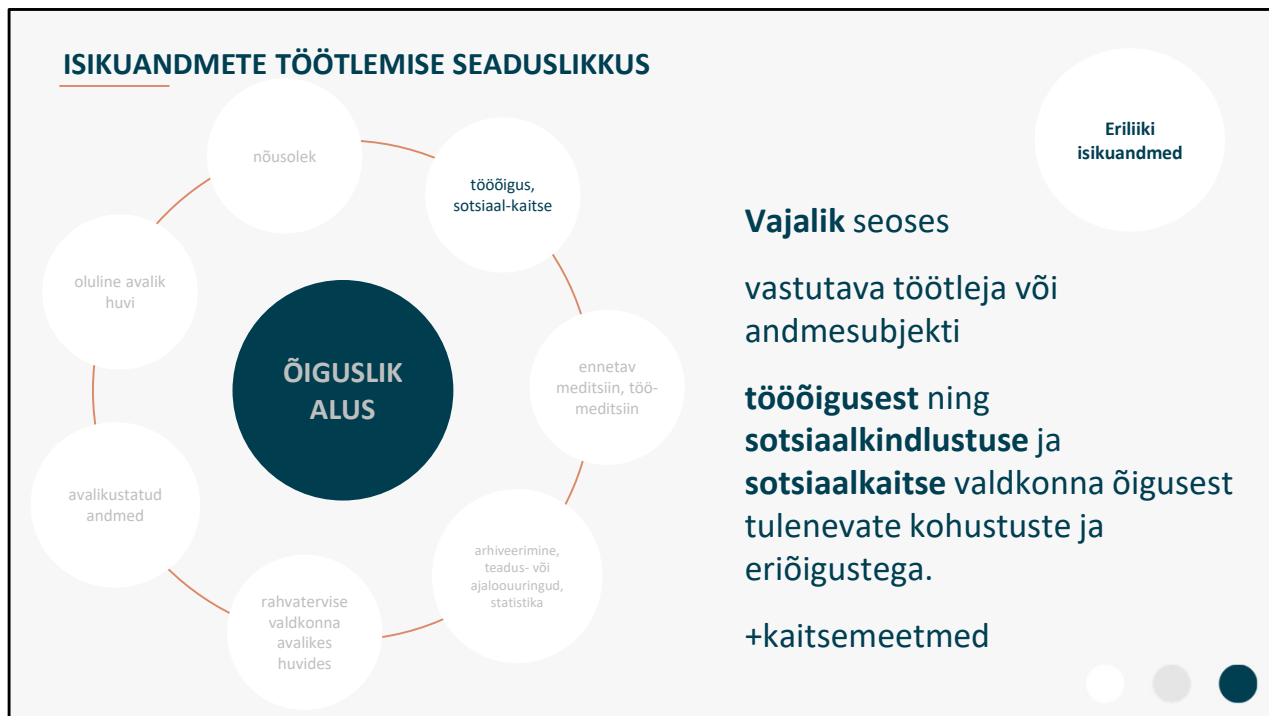 ISIKUANDMETE TÖÖTLEMISE SEADUSLIKKUS
Eriliiki
isikuandmed
nõusolek
tööõigus,
sotsiaal-kaitse
oluline avalik
huvi
ÕIGUSLIK
ALUS
ennetav
meditsiin, töö-
meditsiin
avalikustatud
andmed
arhiveerimine,
teadus- või
ajaloouuringud,
statistika
rahvatervise
valdkonna
avalikes
huvides
Vajalik seoses
vastutava töötleja või
andmesubjekti
tööõigusest ning
sotsiaalkindlustuse ja
sotsiaalkaitse valdkonna õigusest
tulenevate kohustuste ja
eriõigustega.
+kaitsemeetmed